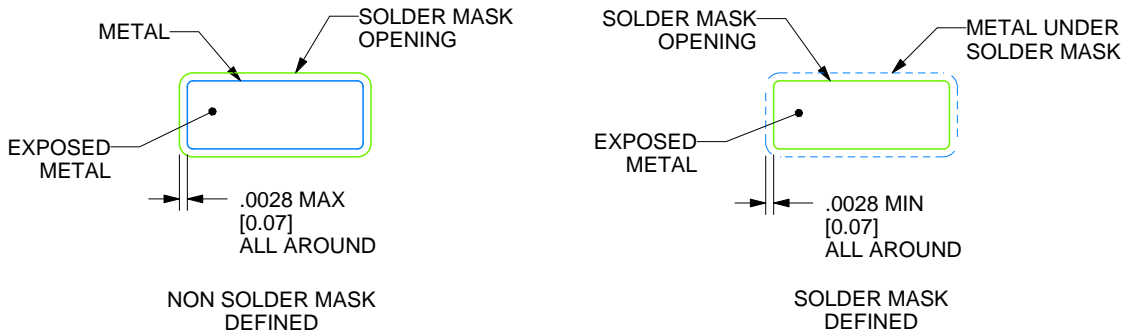 METAL
SOLDER MASK
OPENING
EXPOSED
METAL
.0028 MAX
[0.07]
ALL AROUND
NON SOLDER MASK
DEFINED
SOLDER MASK
OPENING
METAL UNDER
SOLDER MASK
EXPOSED
METAL
.0028 MIN
[0.07]
ALL AROUND
SOLDER MASK
DEFINED